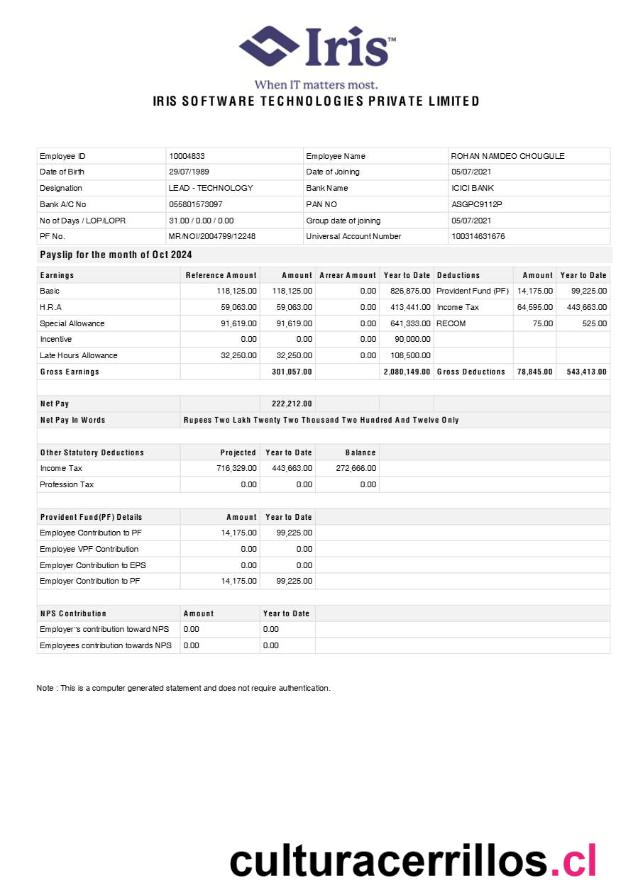 Iris™
When IT matters most.
IRIS SOFTWARE TECHNOLOGIES PRIVATE LIMITED
Employee ID 10004833 Employee Name ROHAN NAMDEO CHOUGULE
Date of Birth 29/07/1989 Date of Joining 05/07/2021
Designation LEAD - TECHNOLOGY Bank Name ICICI BANK
Bank A/C No 055801573097 PAN NO ASGPC9112P
No of Days / LOP/LOPR 31.00 / 0.00 / 0.00 Group date of joining 05/07/2021
PF No. MR/NOI/2004799/12248 Universal Account Number 100314631676
Payslip for the month of Oct 2024
Earnings Reference Amount Amount Arrear Amount Year to Date Deductions Amount Year to Date
Basic 118,125.00 118,125.00 0.00 826,875.00 Provident Fund (PF) 14,175.00 99,225.00
H.R.A 59,063.00 59,063.00 0.00 413,441.00 Income Tax 64,595.00 443,663.00
Special Allowance 91,619.00 91,619.00 0.00 641,333.00 RECOM 75.00 525.00
Incentive 0.00 0.00 0.00 90,000.00
Late Hours Allowance 32,250.00 32,250.00 0.00 108,500.00
Gross Earnings 301,057.00 2,080,149.00 Gross Deductions 78,845.00 543,413.00
Net Pay 222,212.00
Net Pay In Words Rupees Two Lakh Twenty Two Thousand Two Hundred And Twelve Only
Other Statutory Deductions Projected Year to Date Balance
Income Tax 716,329.00 443,663.00 272,666.00
Profession Tax 0.00 0.00 0.00
Provident Fund(PF) Details Amount Year to Date
Employee Contribution to PF 14,175.00 99,225.00
Employee VPF Contribution 0.00 0.00
Employer Contribution to EPS 0.00 0.00
Employer Contribution to PF 14,175.00 99,225.00
NPS Contribution Amount Year to Date
Employer's contribution toward NPS 0.00 0.00
Employees contribution towards NPS 0.00 0.00
Note : This is a computer generated statement and does not require authentication.
culturacerrillos.cl